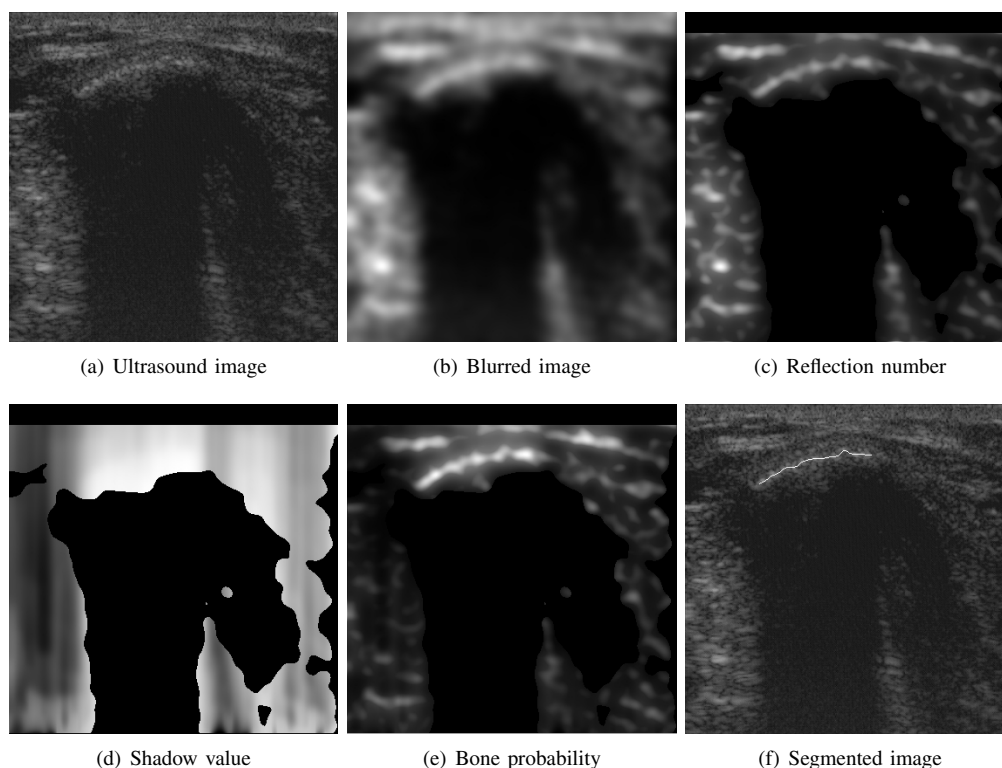 (a) Ultrasound image
(b) Blurred image
(c) Reflection number
(d) Shadow value
(e) Bone probability
(f) Segmented image